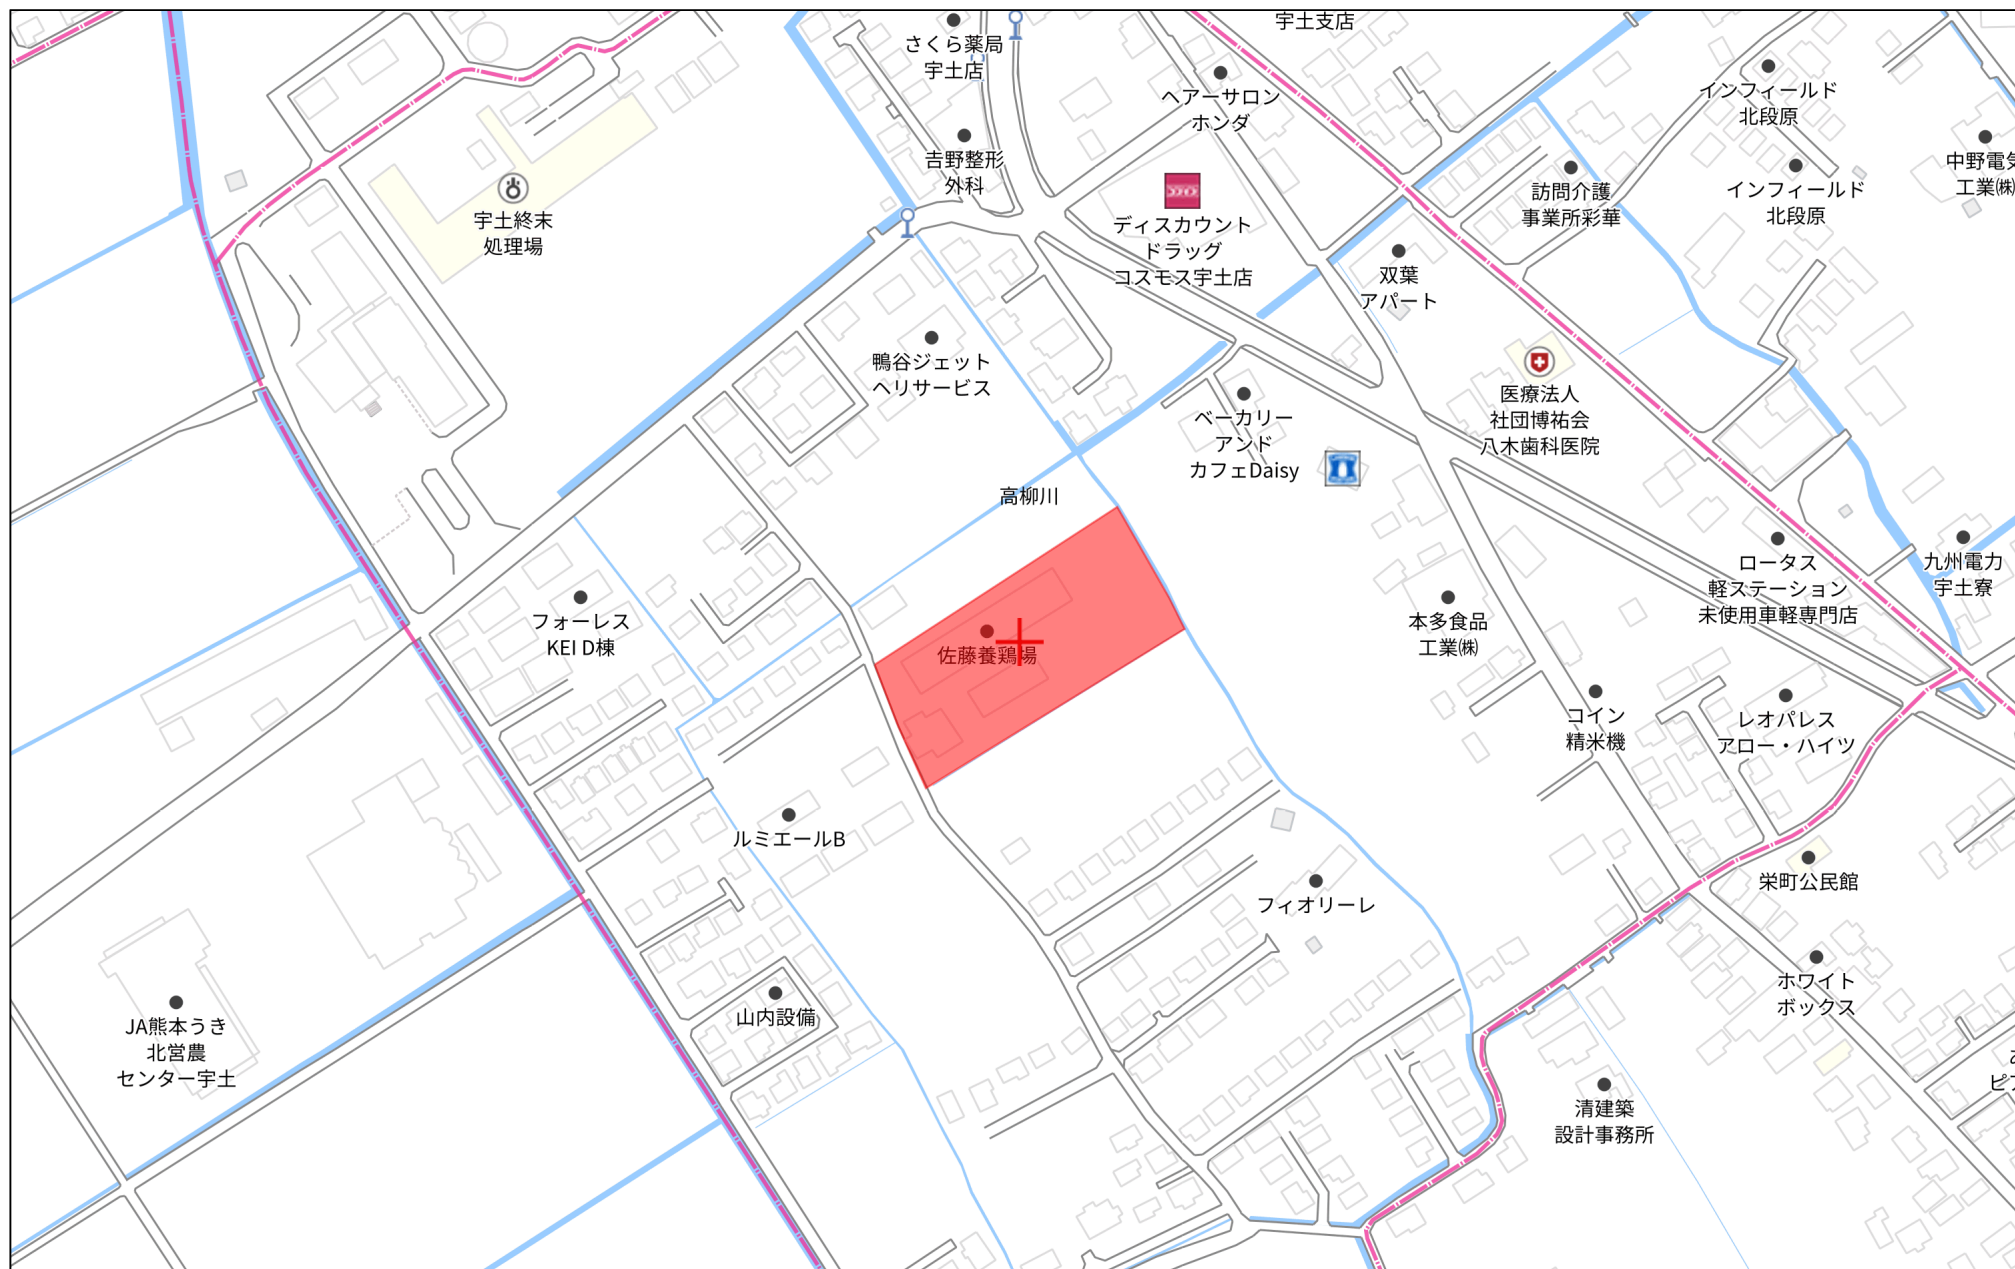 宇土支店
さくら薬局
宇土店
ヘアーサロン
ホンダ
インフィールド
北段原
吉野整形
外科
訪問介護
事業所彩華
インフィールド
北段原
中野電気
工業㈱
宇土終末
処理場
ディスカウント
ドラッグ
コスモス宇土店
双葉
アパート
鴨谷ジェット
ヘリサービス
医療法人
社団博祐会
八木歯科医院
ベーカリー
アンド
カフェDaisy
高柳川
ロータス
軽ステーション
未使用車軽専門店
九州電力
宇土寮
フォーレス
KEI D棟
佐藤養鶏場
本多食品
工業㈱
コイン
精米機
レオパレス
アロー・ハイツ
ルミエールB
フィオリーレ
栄町公民館
ホワイト
ボックス
山内設備
JA熊本うき
北営農
センター宇土
清建築
設計事務所